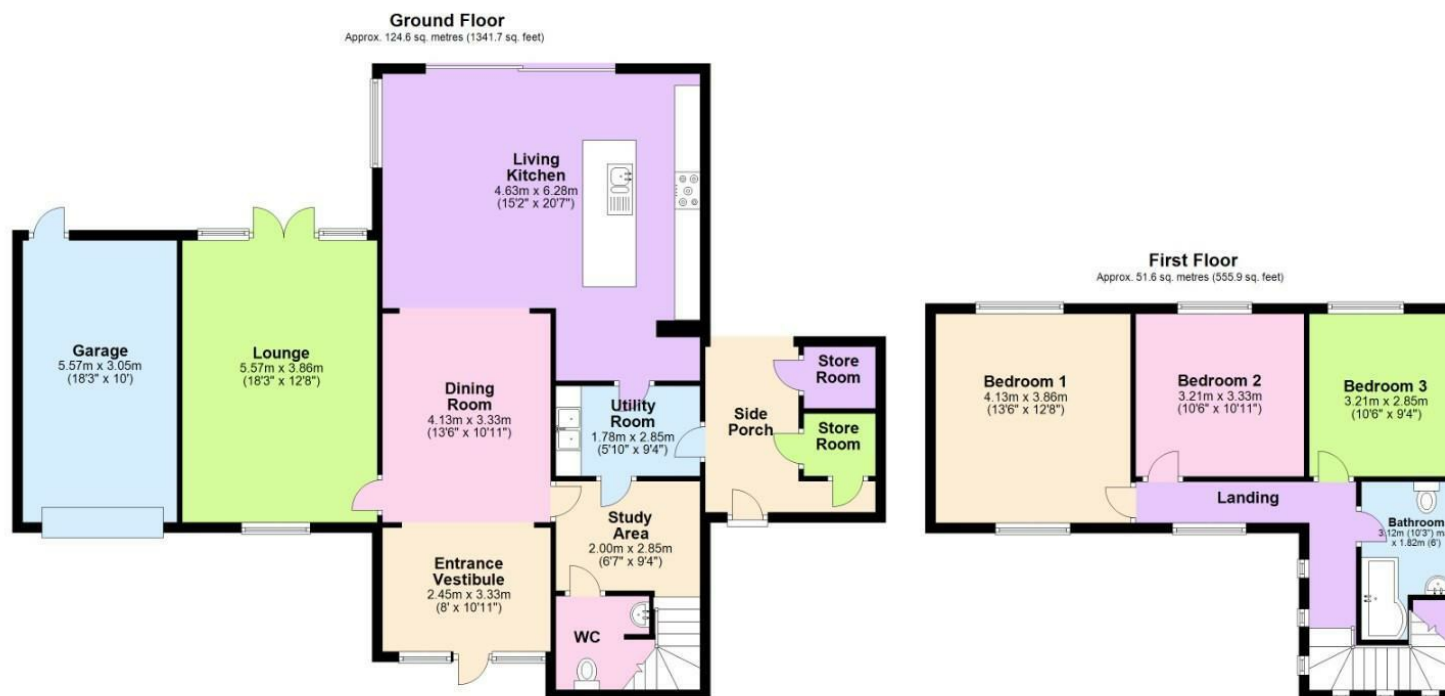 Ground Floor
Approx. 124.6 sq. metres (1341.7 sq. feet)
Living
Kitchen
4.63m x 6.28m
(15'2" x 20'7")
Garage
5.57m x 3.05m
(18'3" x 10')
Lounge
5.57m x 3.86m
(18'3" x 12'8")
Dining
Room
4.13m x 3.33m
(13'6" x 10'11")
Utility
Room
1.78m x 2.85m
(5'10" x 9'4")
Side
Porch
Store
Room
Store
Room
Study
Area
2.00m x 2.85m
(6'7" x 9'4")
Entrance
Vestibule
2.45m x 3.33m
(8' x 10'11")
WC
First Floor
Approx. 51.6 sq. metres (555.9 sq. feet)
Bedroom 1
4.13m x 3.86m
(13'6" x 12'8")
Bedroom 2
3.21m x 3.33m
(10'6" x 10'11")
Bedroom 3
3.21m x 2.85m
(10'6" x 9'4")
Landing
Bathroom
3.12m (10'3") m
x 1.82m (6')